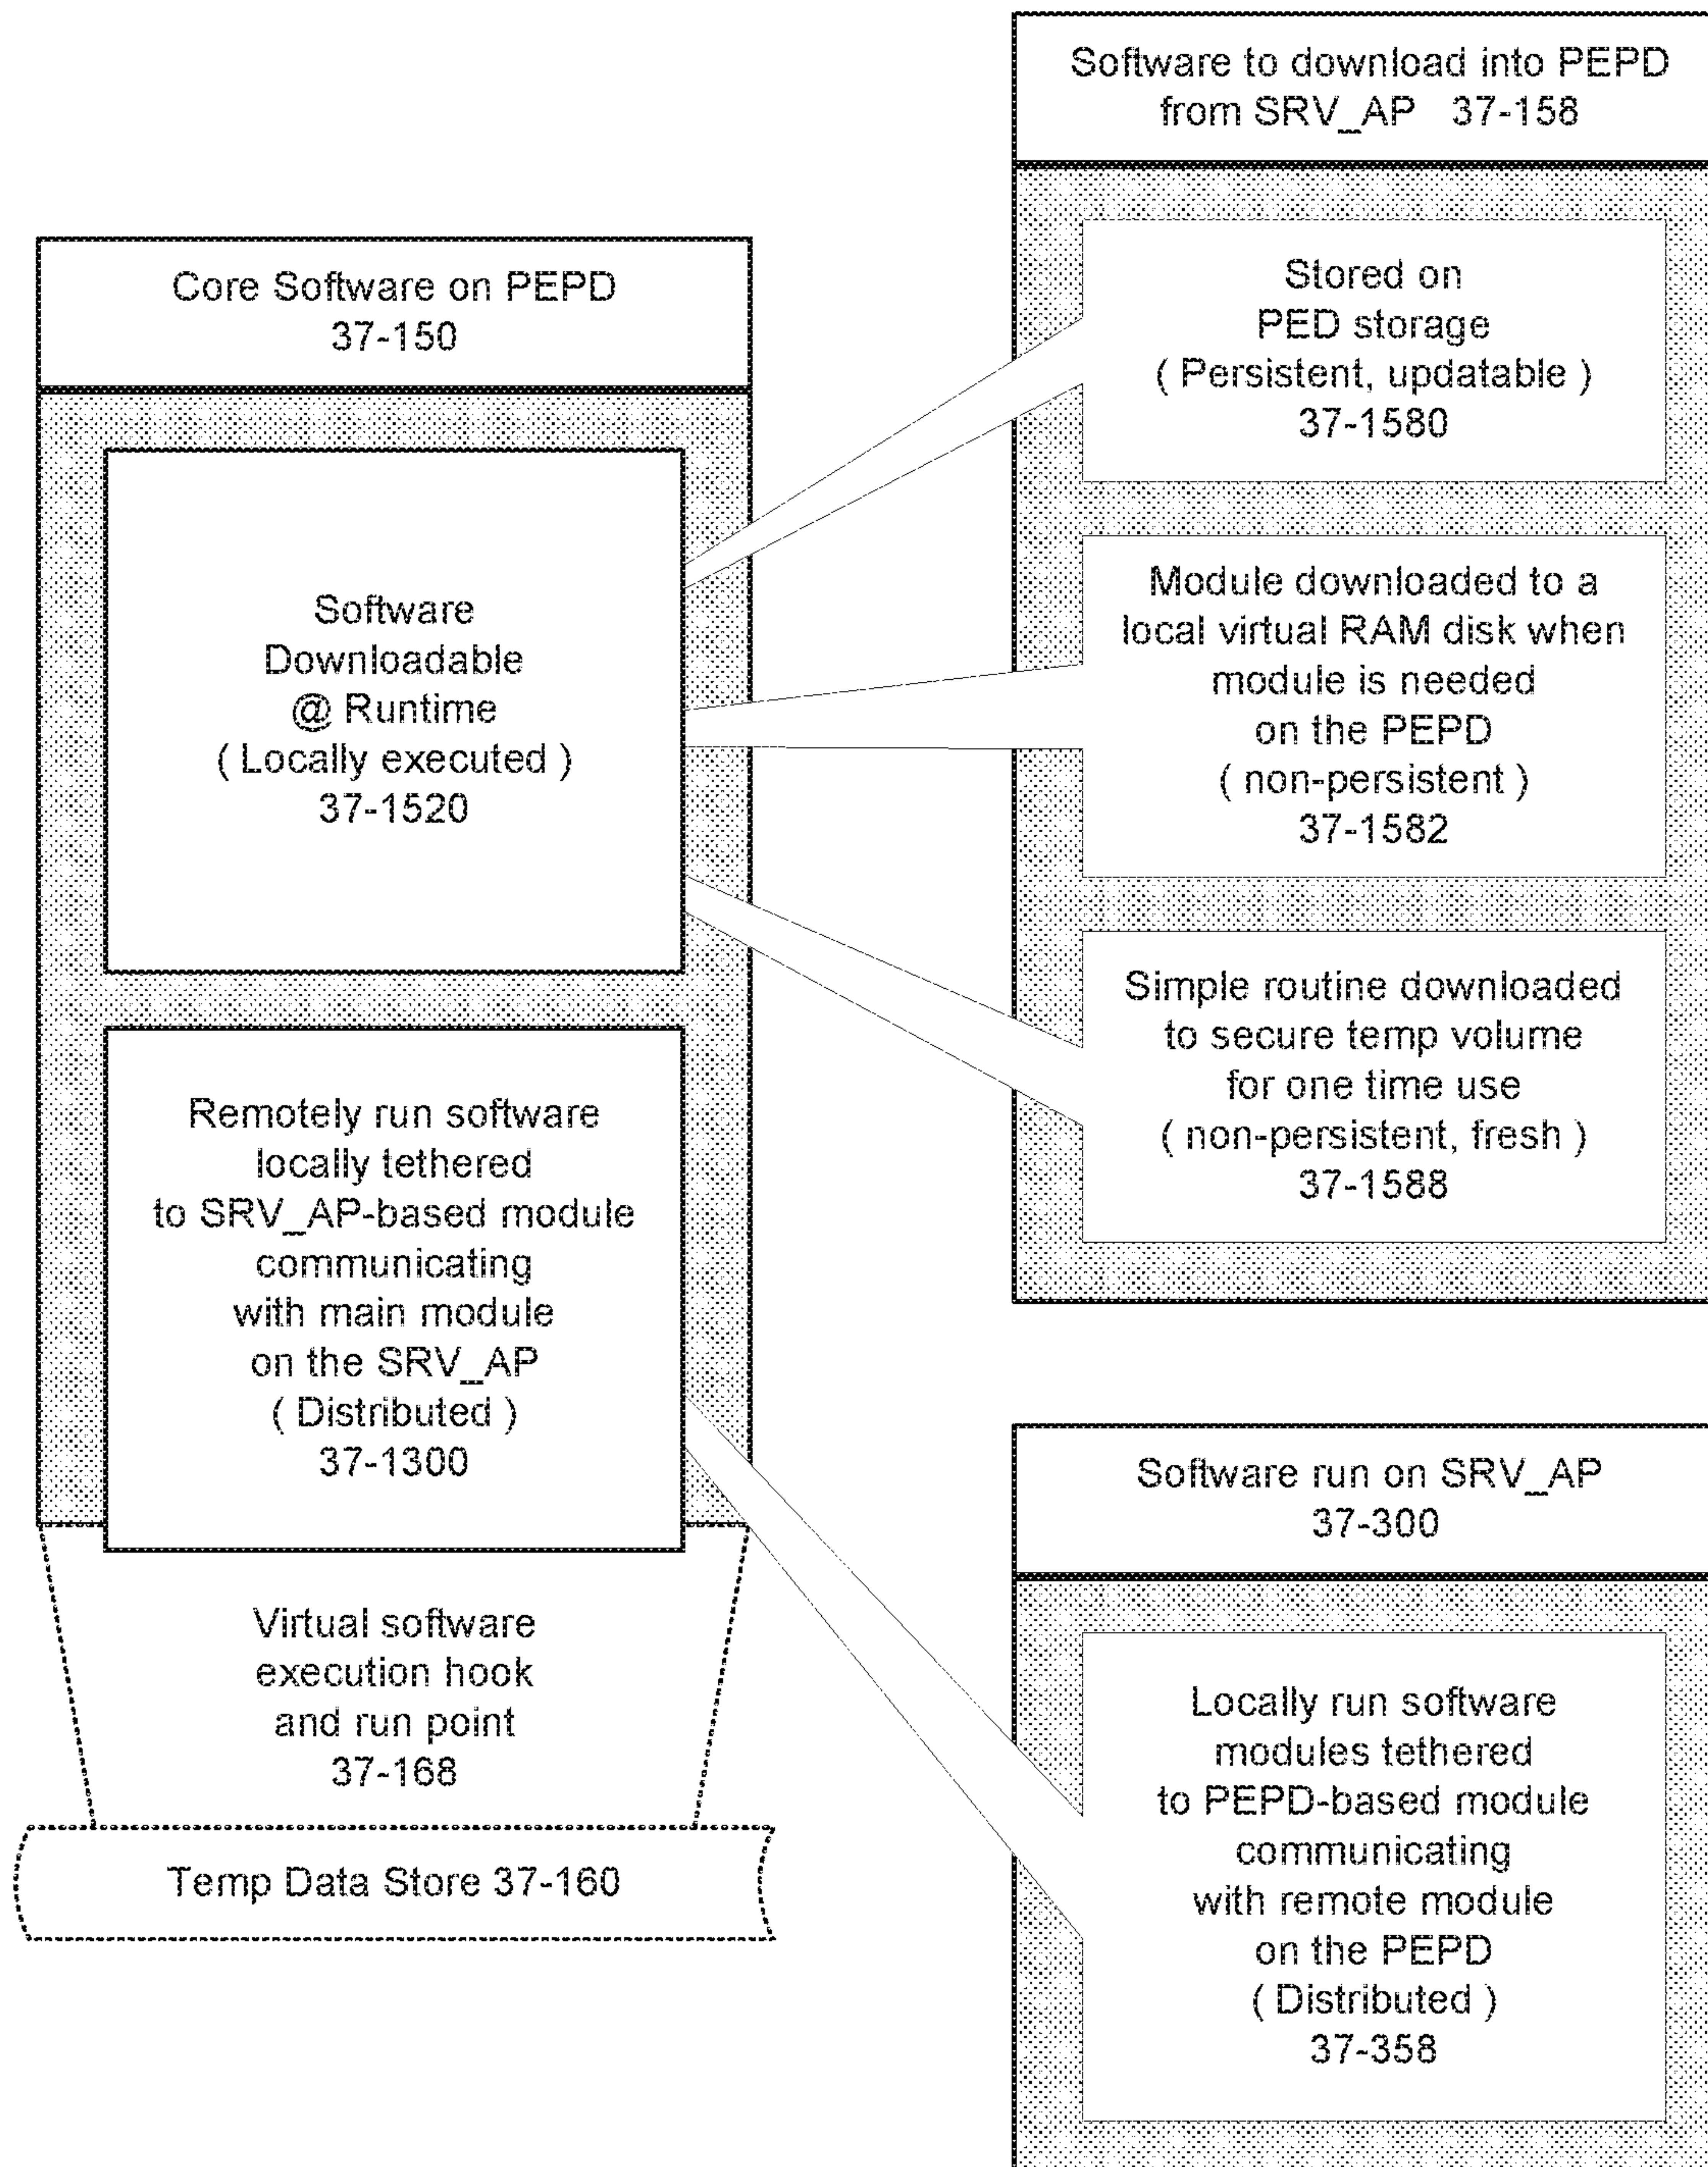 Core Software on PEPD
37-150
Software
Downloadable
@ Runtime
( Locally executed )
37-1520
Remotely run software
locally tethered
to SRV_AP-based module
communicating
with main module
on the SRV_AP
( Distributed )
37-1300
Virtual software
execution hook
and run point
37-168
Temp Data Store 37-160
Software to download into PEPD
from SRV_AP 37-158
Stored on
PED storage
( Persistent, updatable )
37-1580
Module downloaded to a
local virtual RAM disk when
module is needed
on the PEPD
( non-persistent )
37-1582
Simple routine downloaded
to secure temp volume
for one time use
( non-persistent, fresh )
37-1588
Software run on SRV_AP
37-300
Locally run software
modules tethered
to PEPD-based module
communicating
with remote module
on the PEPD
( Distributed )
37-358